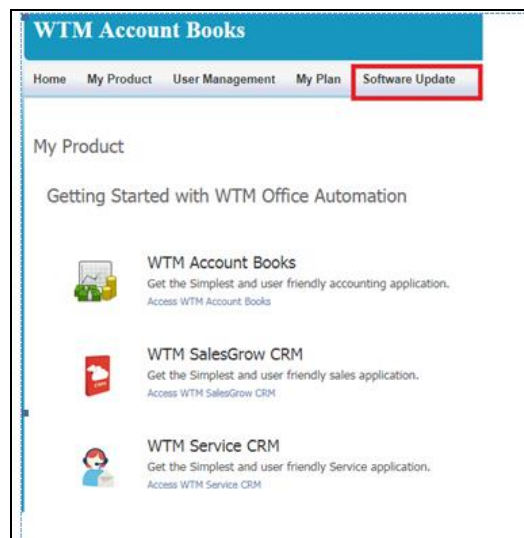 WTM Account Books
Home My Product User Management My Plan Software Update
My Product
Getting Started with WTM Office Automation
WTM Account Books
Get the Simplest and user friendly accounting application.
Access WTM Account Books
WTM SalesGrow CRM
Get the Simplest and user friendly sales application.
Access WTM SalesGrow CRM
WTM Service CRM
Get the Simplest and user friendly Service application.
Access WTM Service CRM